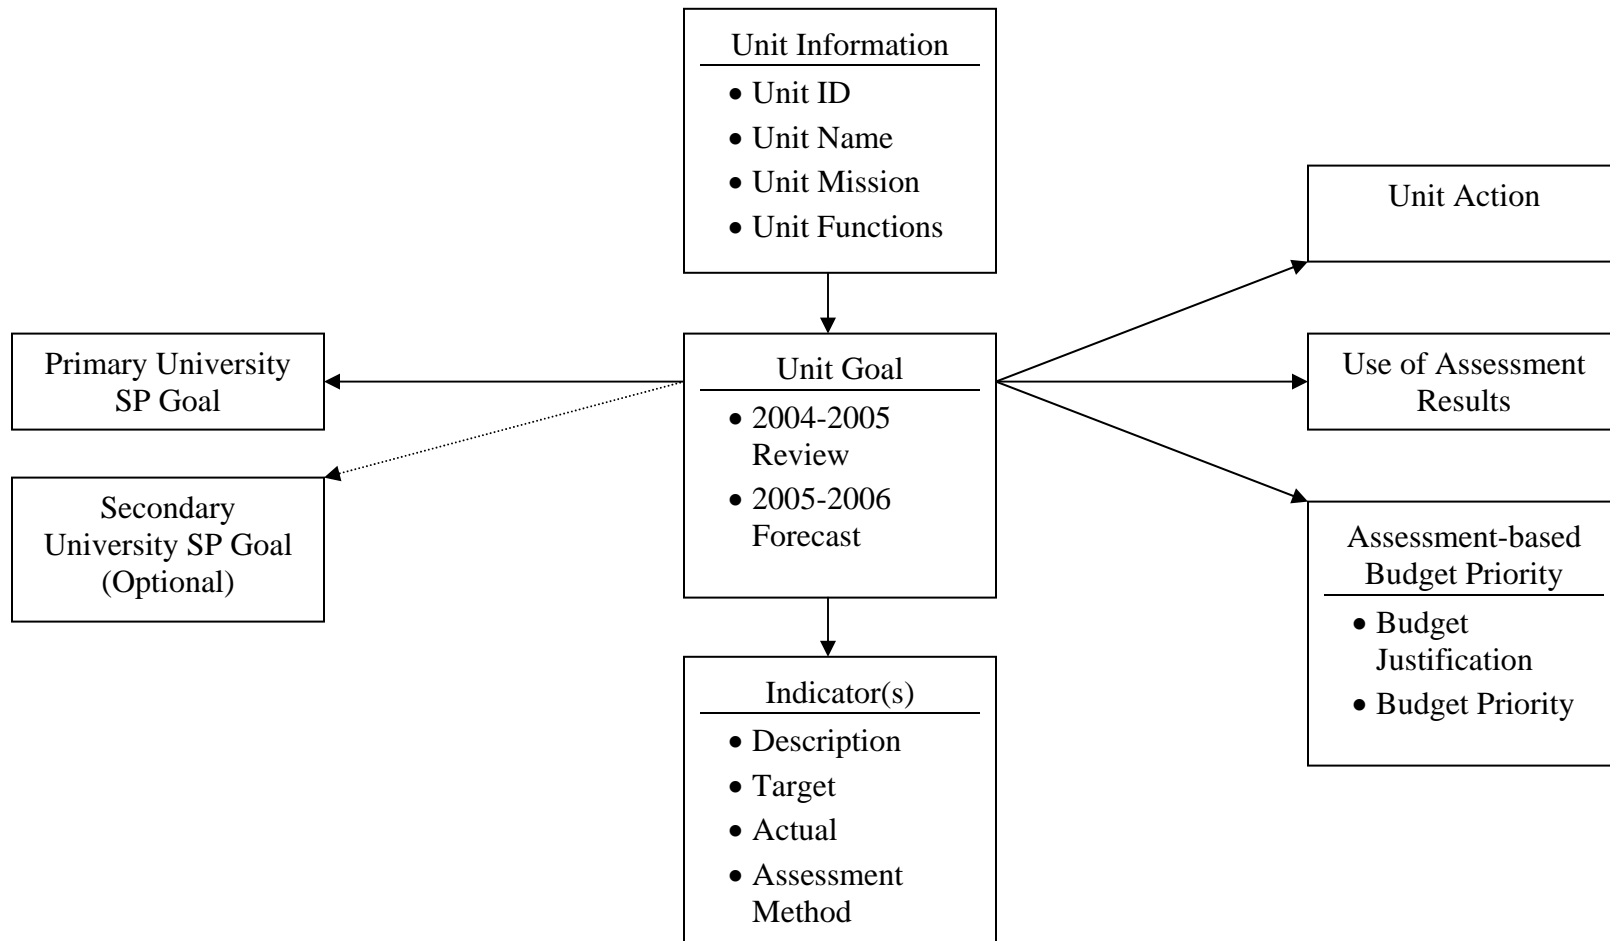 Unit Information
• Unit ID
• Unit Name
• Unit Mission
• Unit Functions
Unit Action
Primary University
SP Goal
Unit Goal
• 2004-2005
Review
• 2005-2006
Forecast
Use of Assessment
Results
Secondary
University SP Goal
(Optional)
Assessment-based
Budget Priority
• Budget
Justification
• Budget Priority
Indicator(s)
• Description
• Target
• Actual
• Assessment
Method